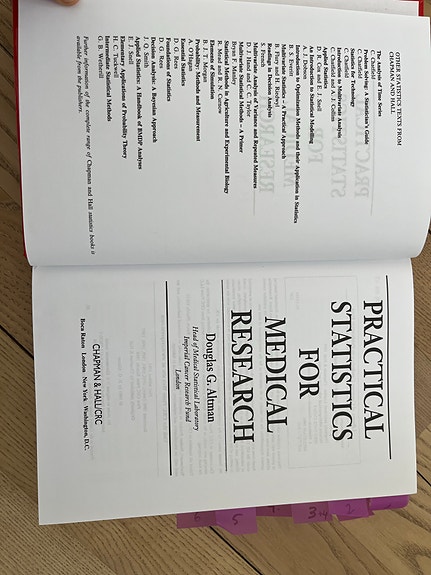 OTHER STATISTICS TEXTS FROM
CHAPMAN AND HALL
The Analysis of Time Series
C. Chatfield
Problem Solving: A Statistician's Guide
C. Chatfield
Statistics for Technology
C. Chatfield
Introduction to Multivariate Analysis
C. Chatfield and A.J. Collins
Applied Statistics
D. R. Cox and E. J. Snell
An Introduction to Statistical Modelling
A. J. Dobson
Introduction to Optimization Methods and their Application in Statistics
B. S. Everitt
Multivariate Statistics – A Practical Approach
B. Flury and H. Riedwyl
Readings in Decision Analysis
S. French
Multivariate Analysis of Variance and Repeated Measures
D. J. Hand and C. C. Taylor
Multivariate Statistical Methods – A Primer
Bryan F. Manley
Statistical Methods in Agriculture and Experimental Biology
R. Mead and R. N. Curnow
Elements of Simulation
B. J. T. Morgan
Probability: Methods and Measurement
A. O'Hagan
Essential Statistics
D. G. Rees
Foundations of Statistics
D. G. Rees
Decision Analysis: A Bayesian Approach
J. Q. Smith
Applied Statistics: A Handbook of BMDP Analyses
E. J. Snell
Elementary Applications of Probability Theory
H. C. Tuckwell
Intermediate Statistical Methods
G. B. Wetherill
Further information of the complete range of Chapman and Hall statistics books is
available from the publishers.
PRACTICAL
STATISTICS
FOR
MEDICAL
RESEARCH
Douglas G. Altman
Head of Medical Statistical Laboratory
Imperial Cancer Research Fund
London
CHAPMAN & HALL/CRC
Boca Raton London New York Washington, D.C.
2
5